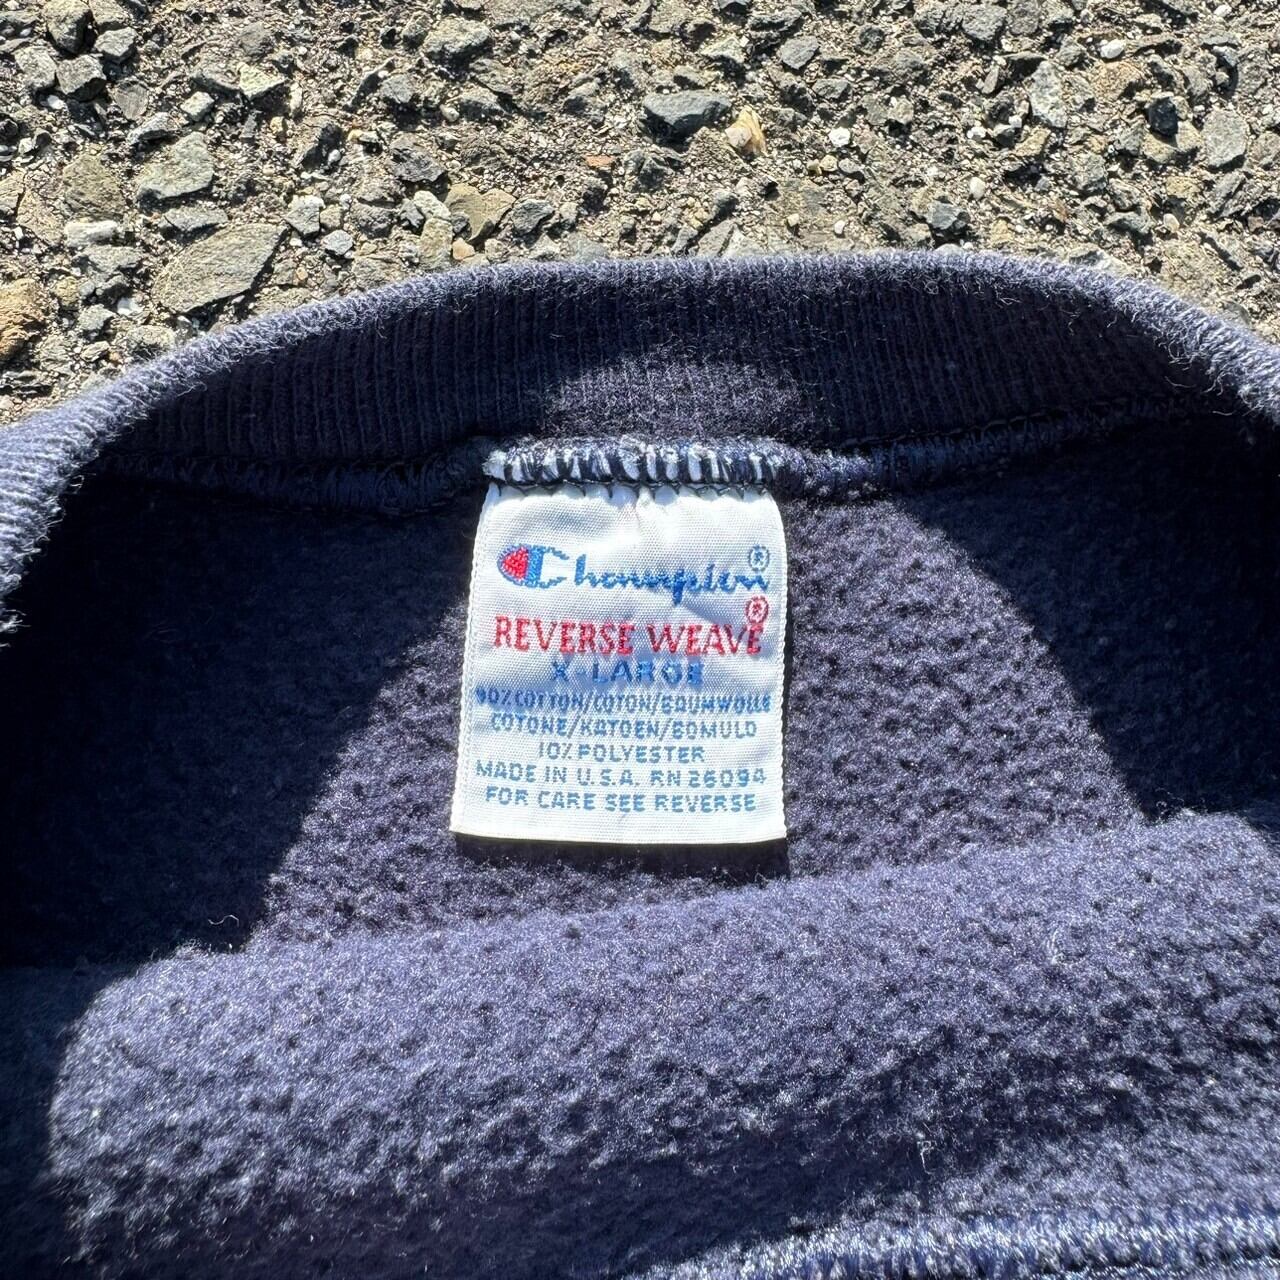 Champion®
REVERSE WEAVE®
X-LARGE
90% COTTON/COTON/BAUMWOLLE
COTONE/KATOEN/BOMULD
10% POLYESTER
MADE IN U.S.A. RN 26094
FOR CARE SEE REVERSE